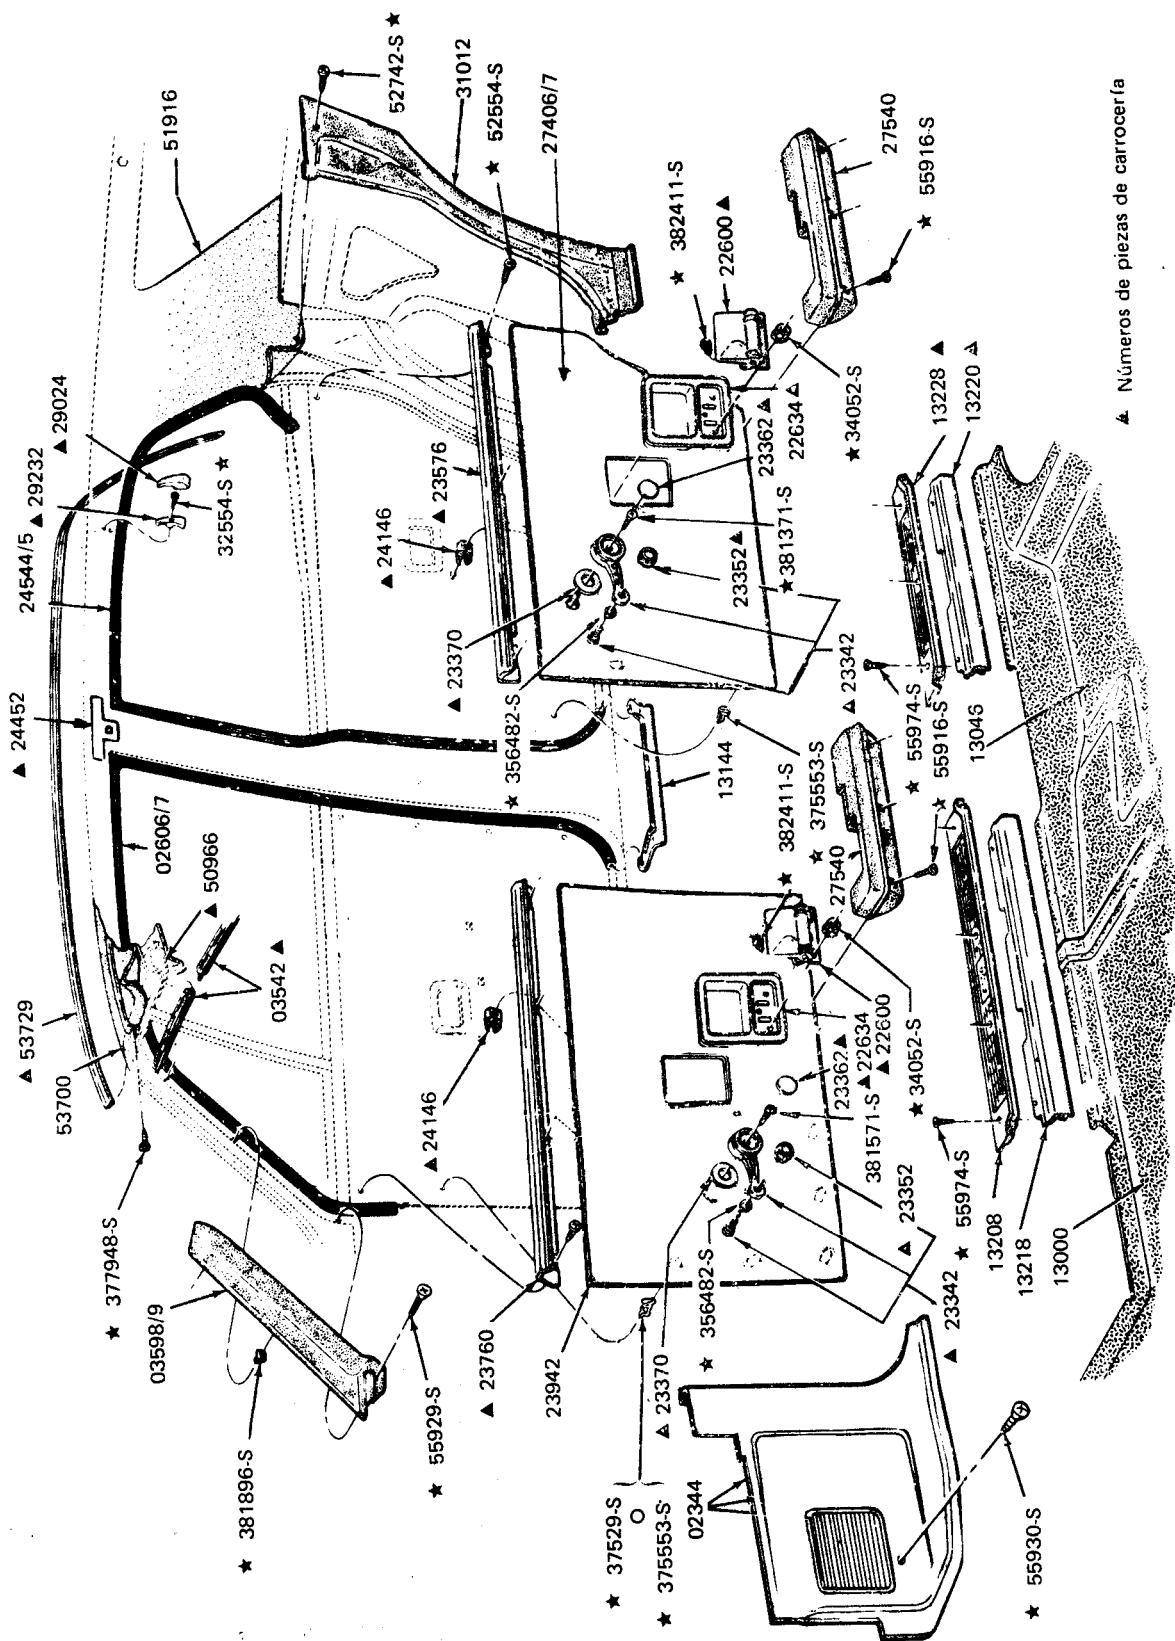 ▲ 53729
53700
★ 377948-S
03598/9
★ 381896-S
★ 55929-S
▲ 24452
02606/7
▲ 50966
03542 ▲
24544/5
▲ 29232
▲ 29024
32554-S ★
51916
52742-S ★
31012
★ 52554-S
27406/7
▲ 24146
▲ 23576
▲ 23370
★ 356482-S
★ 382411-S
22600 ▲
27540
★ 55916-S
★ 34052-S
22634 ▲
23362 ▲
★ 381371-S
23352 ▲
▲ 23342
13144
★ 375553-S
★ 382411-S
27540
▲ 24146
▲ 23760
23942
★ 37529-S
O
★ 375553-S
▲ 23370
★ 356482-S
02344
★ 55930-S
▲ 23342
▲ 23352
381571-S
23362 ▲
▲ 22634
▲ 22600
★ 34052-S
★ 55974-S
★ 55916-S
13228 ▲
13220 ▲
13046
★ 55974-S
13208
13218
13000
▲ Números de piezas de carrocería